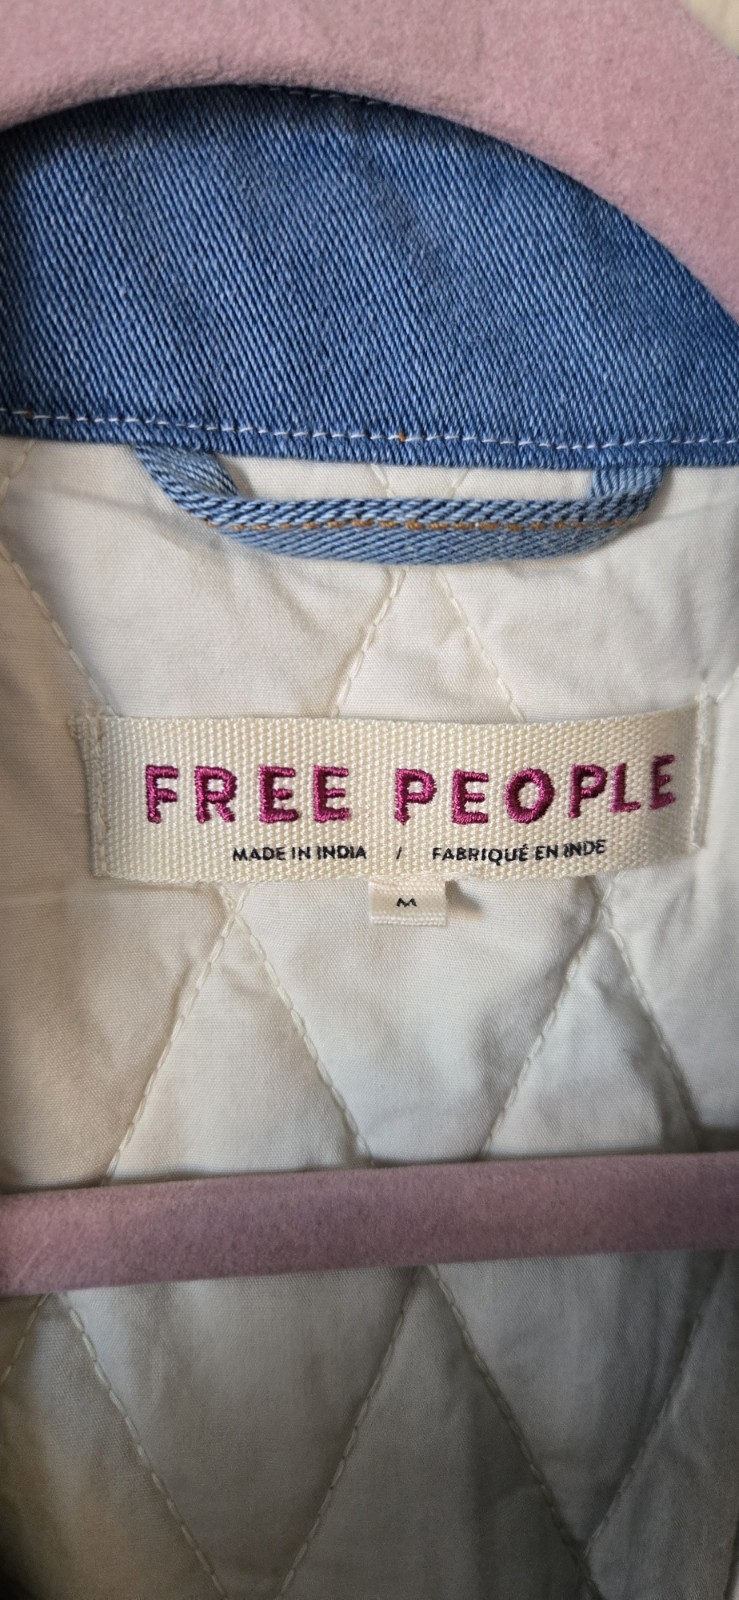 FREE PEOPLE
MADE IN INDIA / FABRIQUÉ EN INDE
M